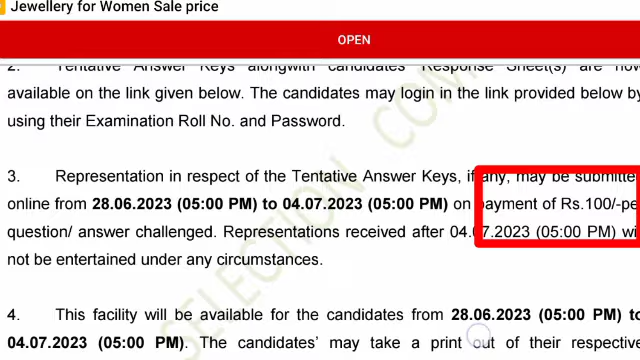 Jewellery for Women Sale price
OPEN
2. Tentative Answer Keys alongwith candidates' Response Sheet(s) are now
available on the link given below. The candidates may login in the link provided below by
using their Examination Roll No. and Password.
3. Representation in respect of the Tentative Answer Keys, if any, may be submitte
online from 28.06.2023 (05:00 PM) to 04.07.2023 (05:00 PM) on payment of Rs.100/-pe
question/ answer challenged. Representations received after 04.07.2023 (05:00 PM) wi
not be entertained under any circumstances.
4. This facility will be available for the candidates from 28.06.2023 (05:00 PM) to
04.07.2023 (05:00 PM). The candidates' may take a print out of their respective
SELECTION COM